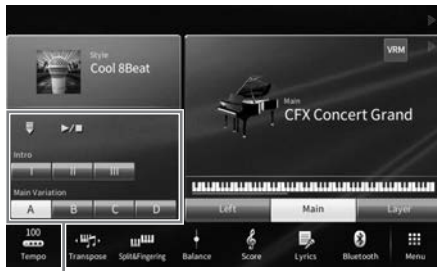 Style
Cool 8Beat
VRM
Main
CFX Concert Grand
Intro
I II III
Main Variation
A B C D
Left Main Layer
100
Tempo Transpose Split&Fingering Balance Score Lyrics Bluetooth Menu